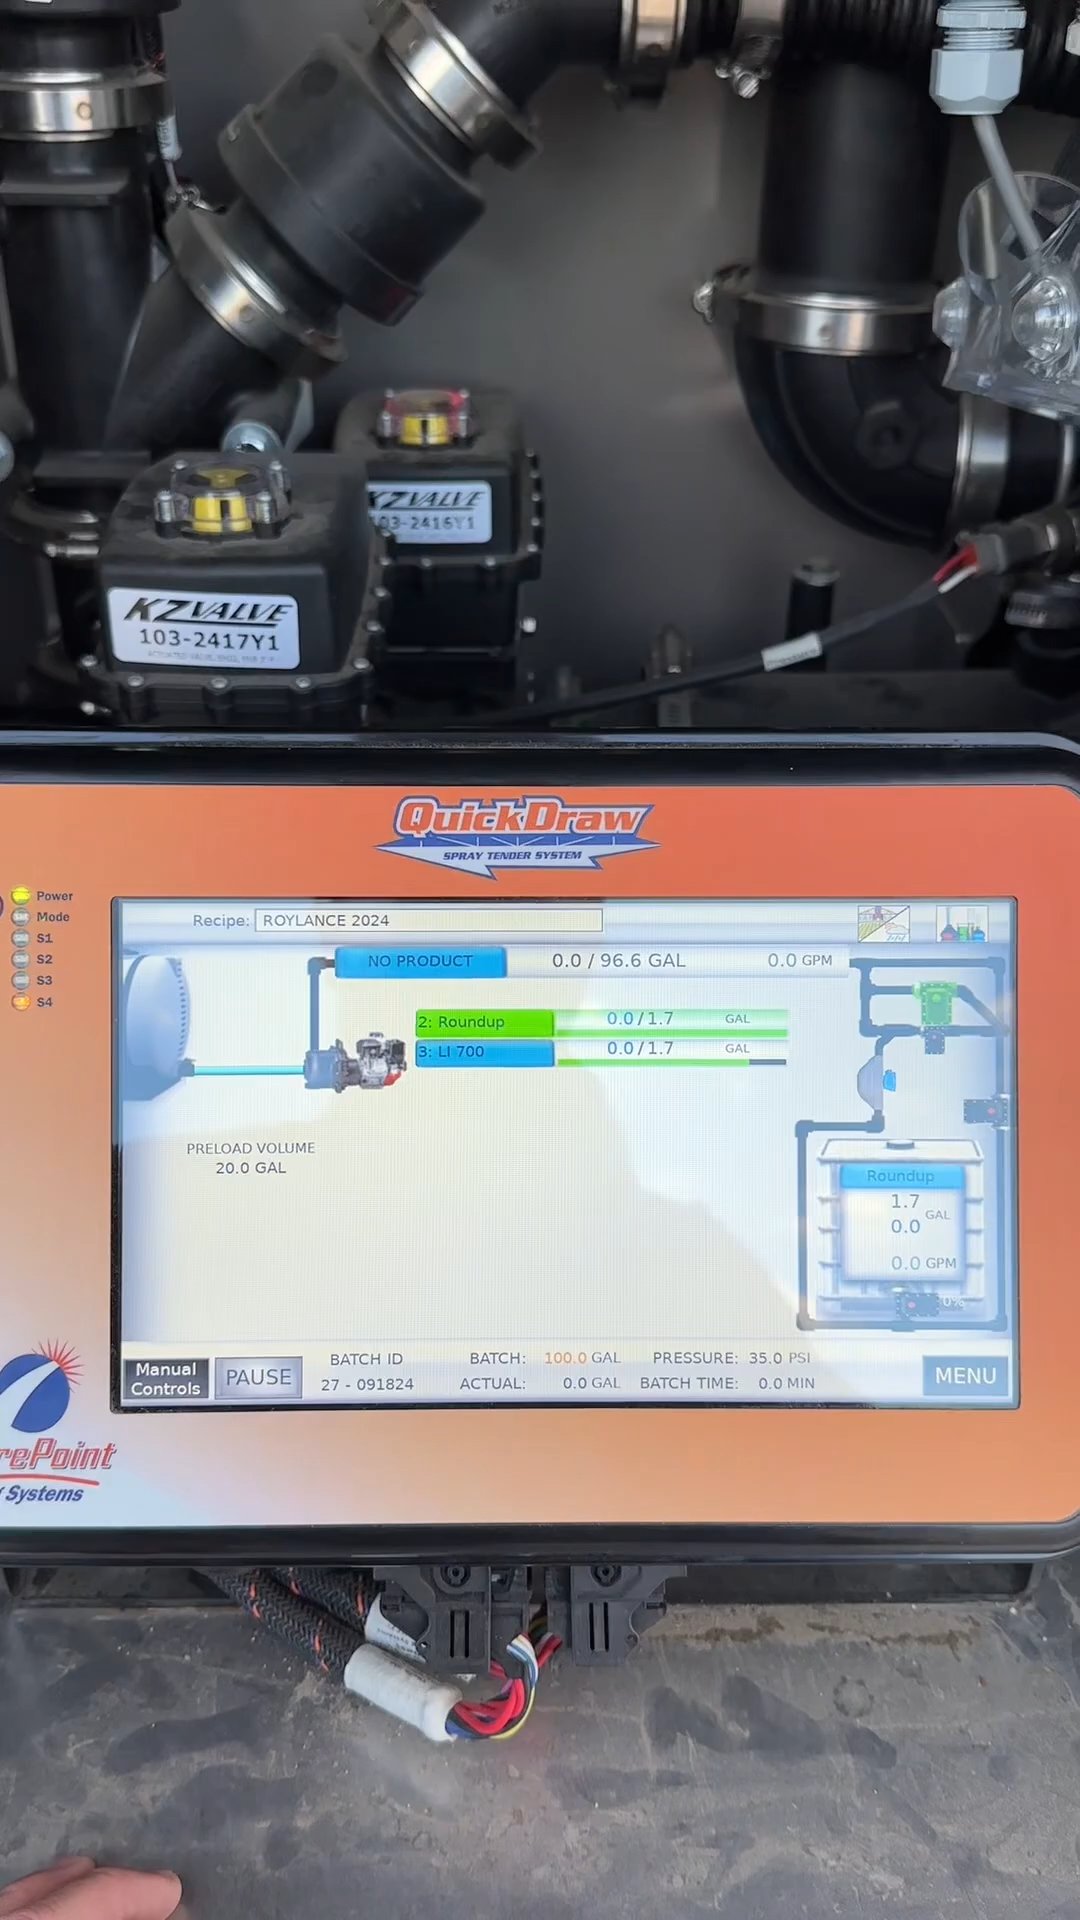 KZVALVE
103-2416Y1
KZVALVE
103-2417Y1
QuickDraw
SPRAY TENDER SYSTEM
Power
Mode
S1
S2
S3
S4
Recipe: ROYLANCE 2024
NO PRODUCT 0.0 / 96.6 GAL 0.0 GPM
2: Roundup 0.0/1.7 GAL
3: LI 700 0.0/1.7 GAL
PRELOAD VOLUME
20.0 GAL
Roundup
1.7
GAL
0.0
0.0 GPM
0%
Manual Controls
PAUSE
BATCH ID
27 - 091824
BATCH: 100.0 GAL
ACTUAL: 0.0 GAL
PRESSURE: 35.0 PSI
BATCH TIME: 0.0 MIN
MENU
rePoint
Systems